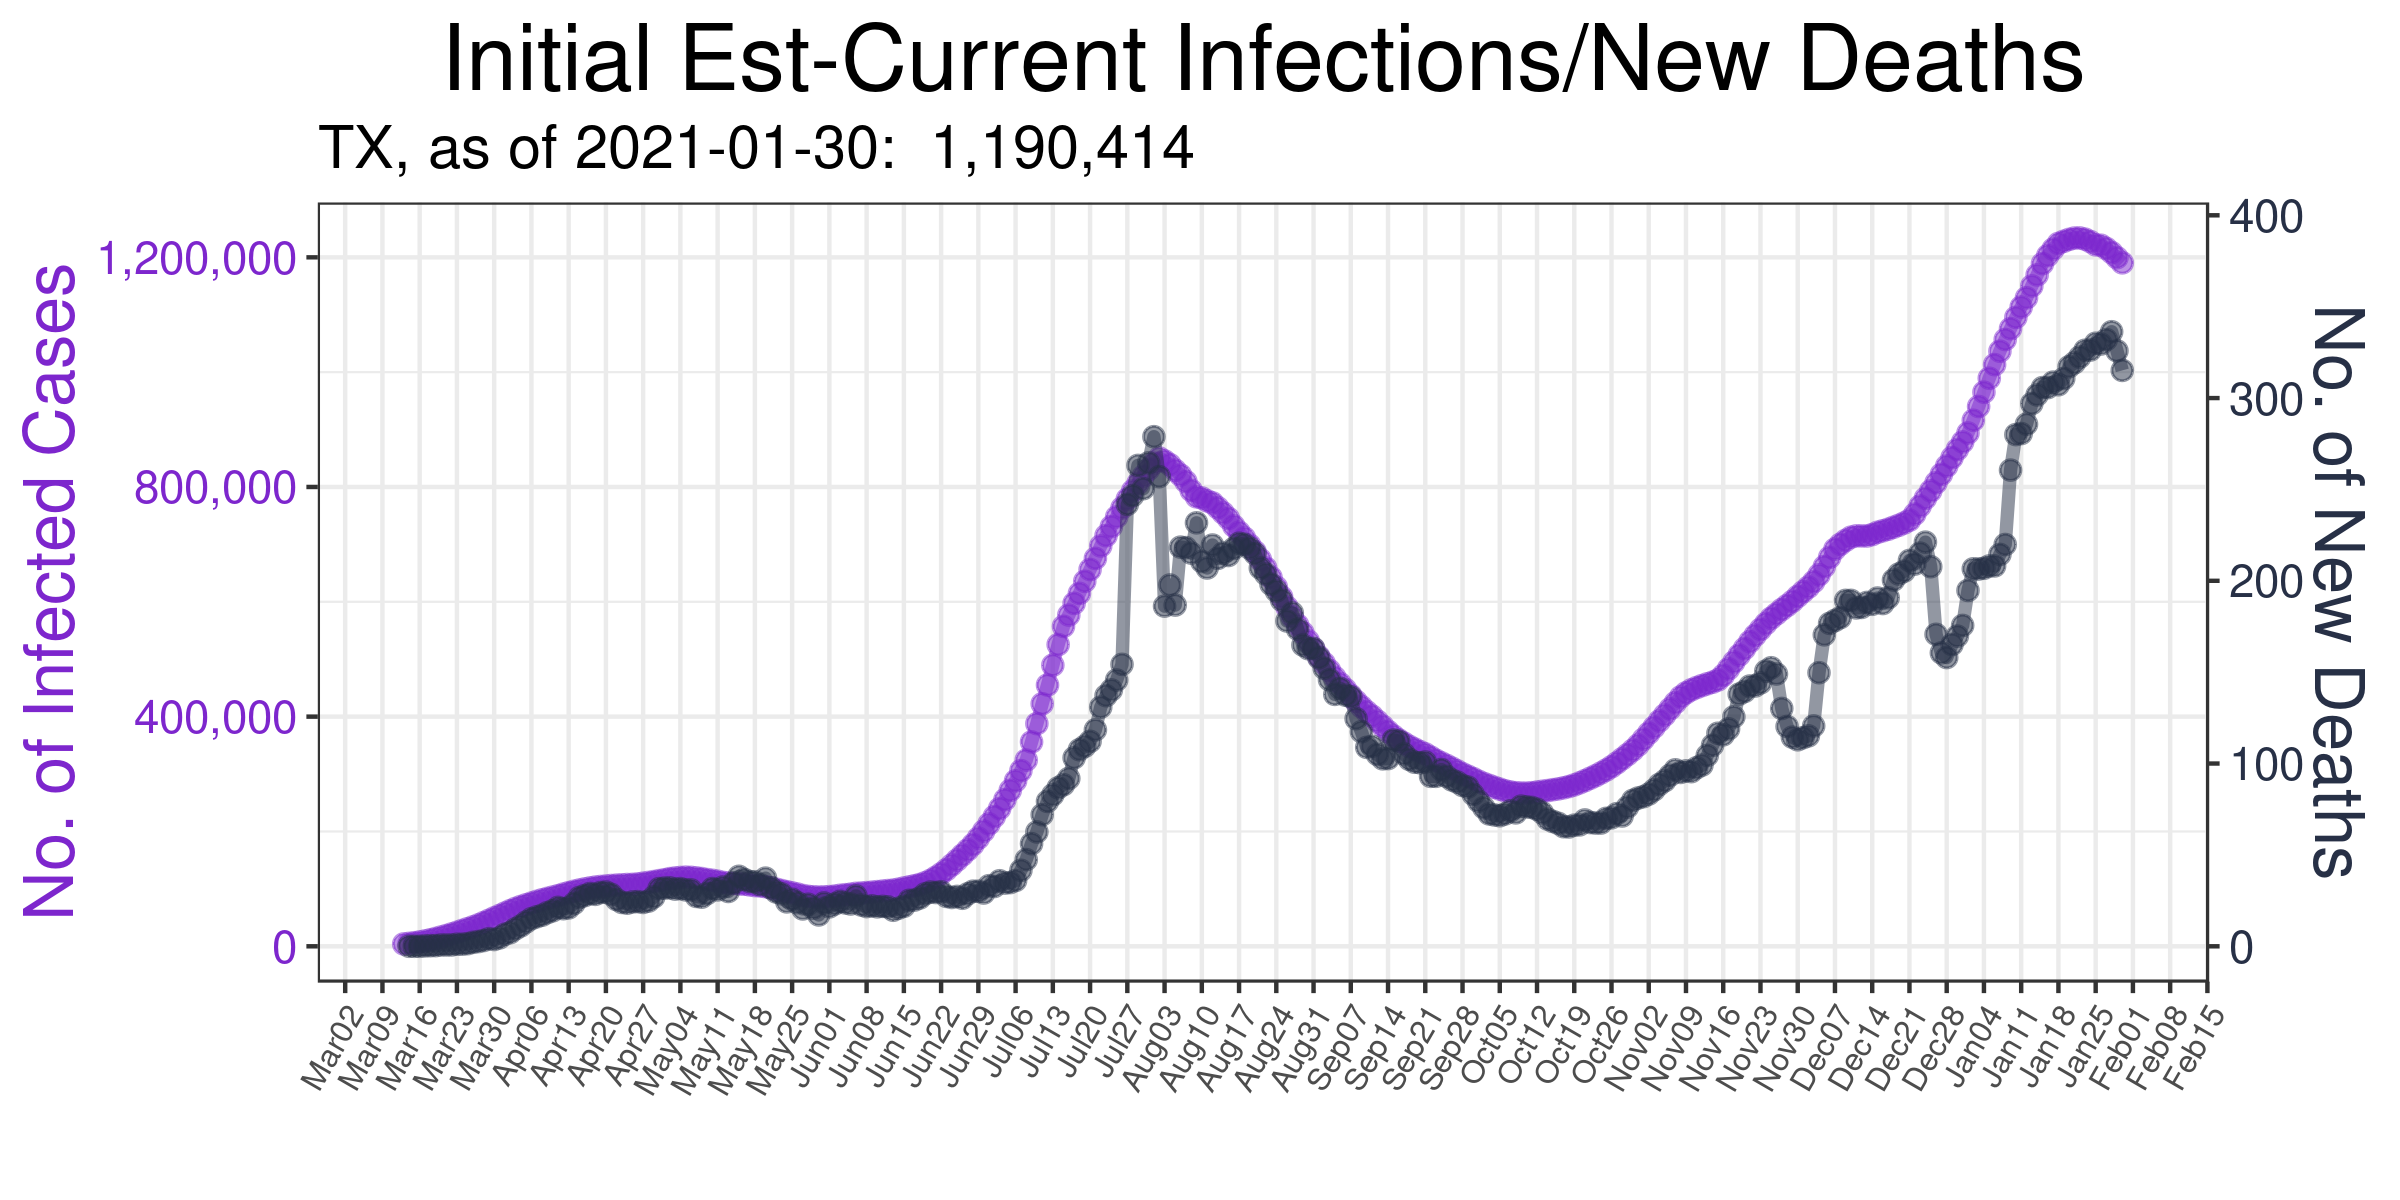 Initial Est-Current Infections/New Deaths
TX, as of 2021-01-30:  1,190,414
No. of Infected Cases
1,200,000
800,000
400,000
0
400
300
200
100
0
No. of New Deaths
Mar02
Mar09
Mar16
Mar23
Mar30
Apr06
Apr13
Apr20
Apr27
May04
May11
May18
May25
Jun01
Jun08
Jun15
Jun22
Jun29
Jul06
Jul13
Jul20
Jul27
Aug03
Aug10
Aug17
Aug24
Aug31
Sep07
Sep14
Sep21
Sep28
Oct05
Oct12
Oct19
Oct26
Nov02
Nov09
Nov16
Nov23
Nov30
Dec07
Dec14
Dec21
Dec28
Jan04
Jan11
Jan18
Jan25
Feb01
Feb08
Feb15